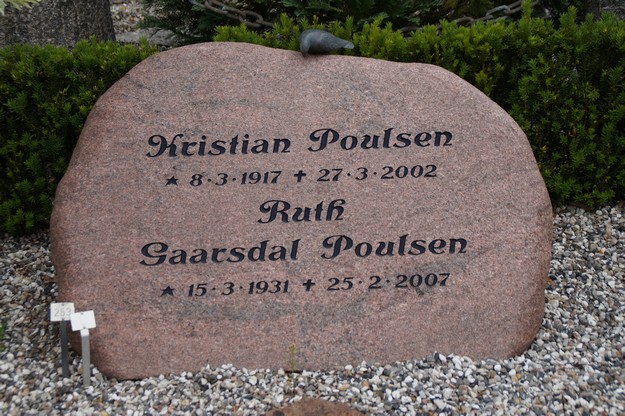 Kristian Poulsen
★ 8·3·1917 ✝ 27·3·2002
Ruth
Gaarsdal Poulsen
★ 15·3·1931 ✝ 25·2·2007